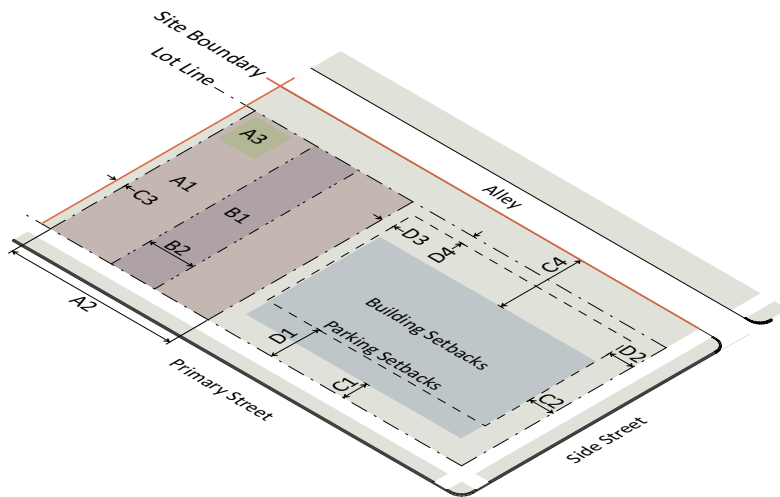 Site Boundary
Lot Line
A3
A1
C3
B1
B2
A2
Alley
D3
D4
C4
Building Setbacks
Parking Setbacks
D1
C1
D2
C2
Primary Street
Side Street